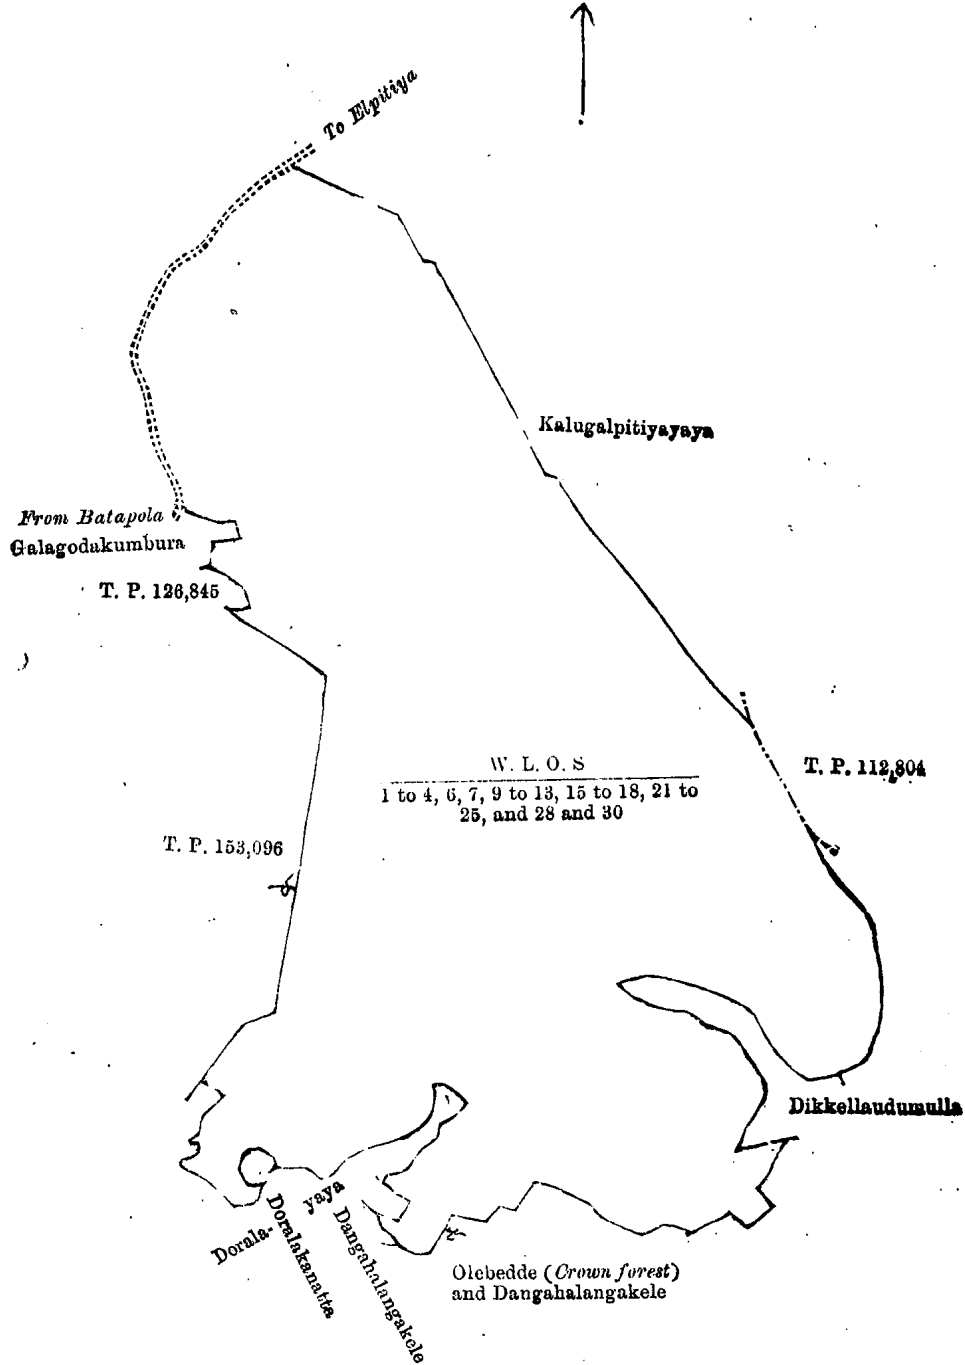 To Elpitiya
Kalugalpitiyayaya
From Batapola
Galagodakumbura
T. P. 126,845
W. L. O. S
T. P. 112,804
1 to 4, 6, 7, 9 to 13, 15 to 18, 21 to
25, and 28 and 30
T. P. 153,096
Dikkellaudumulla
Dorala-
yaya
Doralakanatta
Dangahalangakele
Olebedde (Crown forest)
and Dangahalangakele